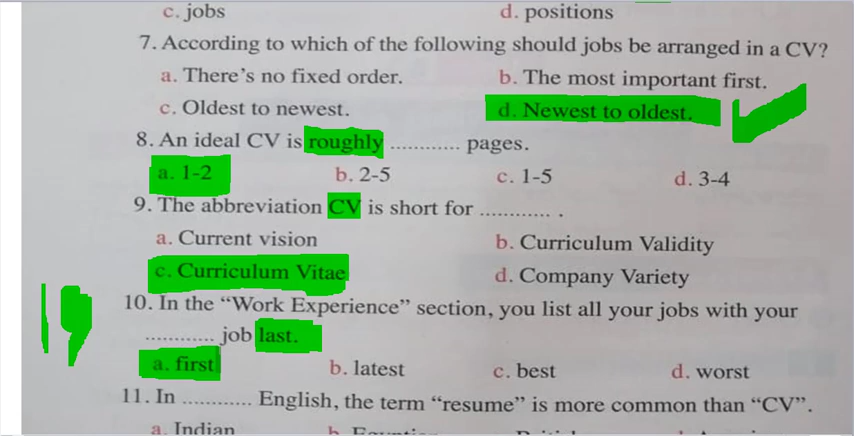 c. jobs d. positions
7. According to which of the following should jobs be arranged in a CV?
a. There's no fixed order. b. The most important first.
c. Oldest to newest. d. Newest to oldest.
8. An ideal CV is roughly ............ pages.
a. 1-2 b. 2-5 c. 1-5 d. 3-4
9. The abbreviation CV is short for ............ .
a. Current vision b. Curriculum Validity
c. Curriculum Vitae d. Company Variety
10. In the “Work Experience” section, you list all your jobs with your
............ job last.
a. first b. latest c. best d. worst
11. In ............ English, the term “resume” is more common than “CV”.
a. Indian